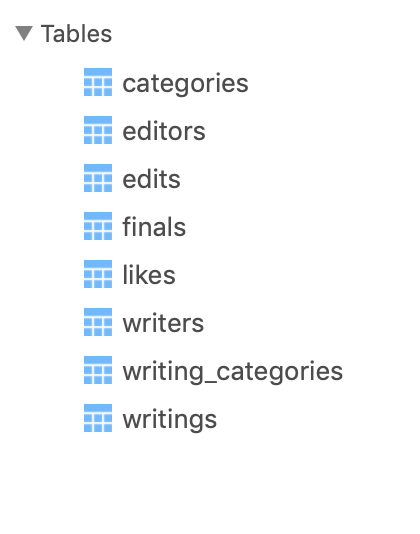 Tables
categories
editors
edits
finals
likes
writers
writing_categories
writings